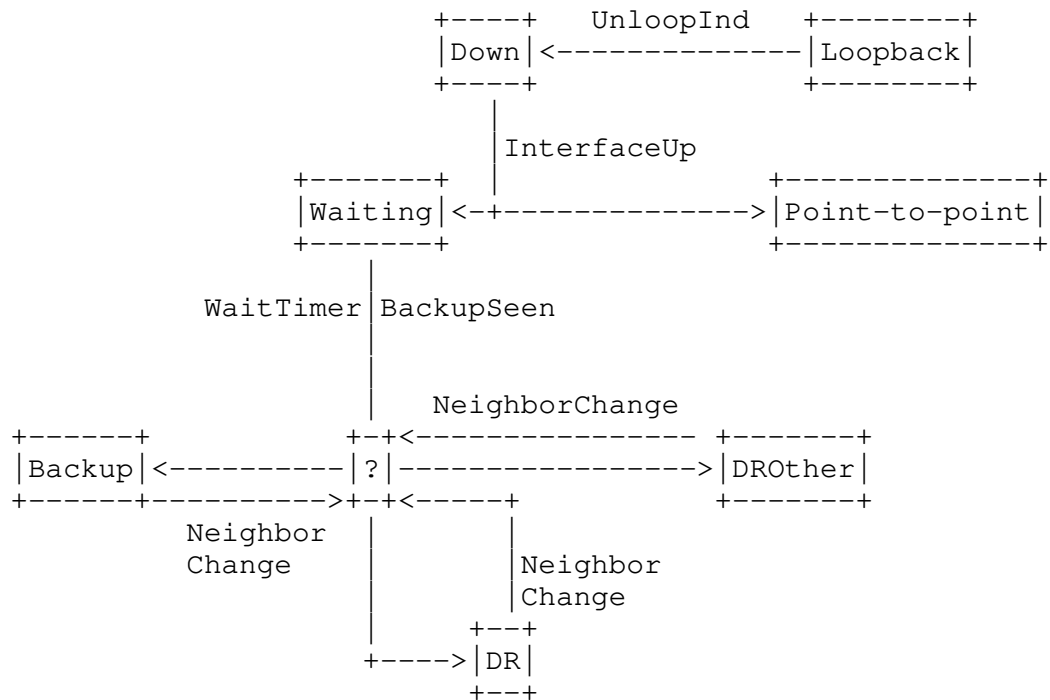 UnloopInd
Down Loopback
InterfaceUp
Waiting Point-to-point
WaitTimer BackupSeen
NeighborChange
Backup ? DROther
Neighbor
Change
Neighbor
Change
DR